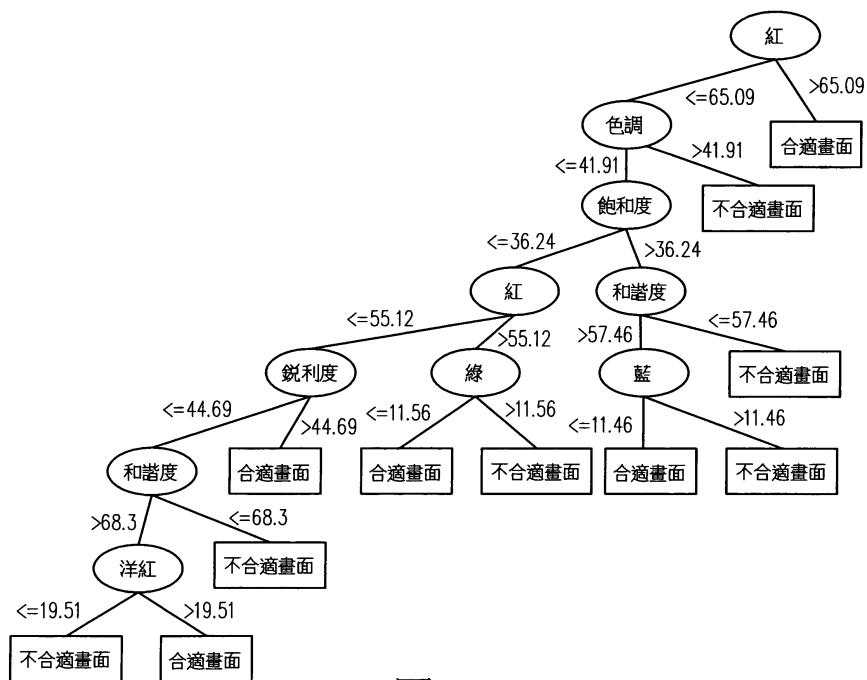 紅
<=65.09
>65.09
色調
合適畫面
<=41.91
>41.91
飽和度
不合適畫面
<=36.24
>36.24
紅
和諧度
<=55.12
>55.12
>57.46
<=57.46
鋭利度
綠
藍
不合適畫面
<=44.69
>44.69
<=11.56
>11.56
<=11.46
>11.46
和諧度
合適畫面
合適畫面
不合適畫面
合適畫面
不合適畫面
>68.3
<=68.3
洋紅
不合適畫面
<=19.51
>19.51
不合適畫面
合適畫面